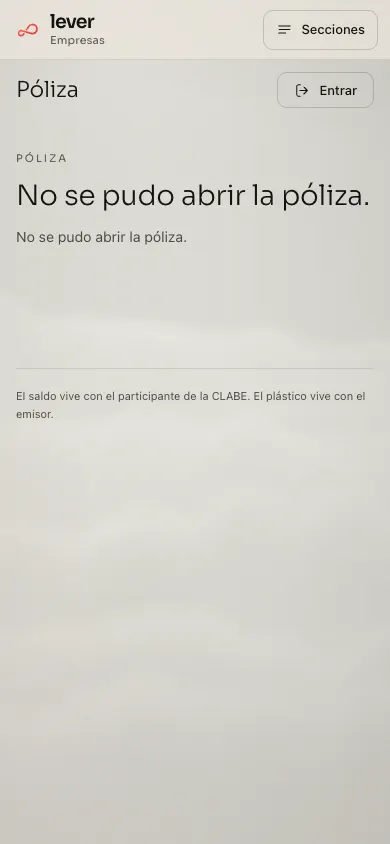 lever
Empresas
Secciones
Póliza
Entrar
PÓLIZA
No se pudo abrir la póliza.
No se pudo abrir la póliza.
El saldo vive con el participante de la CLABE. El plástico vive con el
emisor.